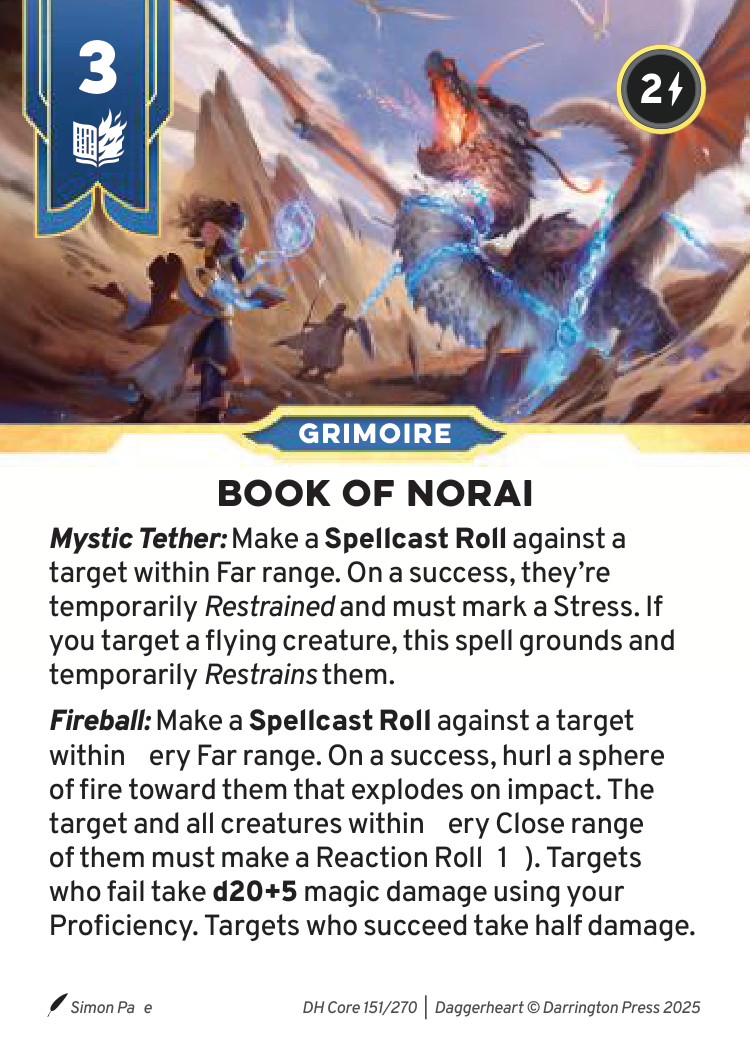 3
2
GRIMOIRE
BOOK OF NORAI
Mystic Tether: Make a Spellcast Roll against a
target within Far range. On a success, they're
temporarily Restrained and must mark a Stress. If
you target a flying creature, this spell grounds and
temporarily Restrains them.
Fireball: Make a Spellcast Roll against a target
within ery Far range. On a success, hurl a sphere
of fire toward them that explodes on impact. The
target and all creatures within ery Close range
of them must make a Reaction Roll 1 ). Targets
who fail take d20+5 magic damage using your
Proficiency. Targets who succeed take half damage.
Simon Pa e
DH Core 151/270 | Daggerheart © Darrington Press 2025